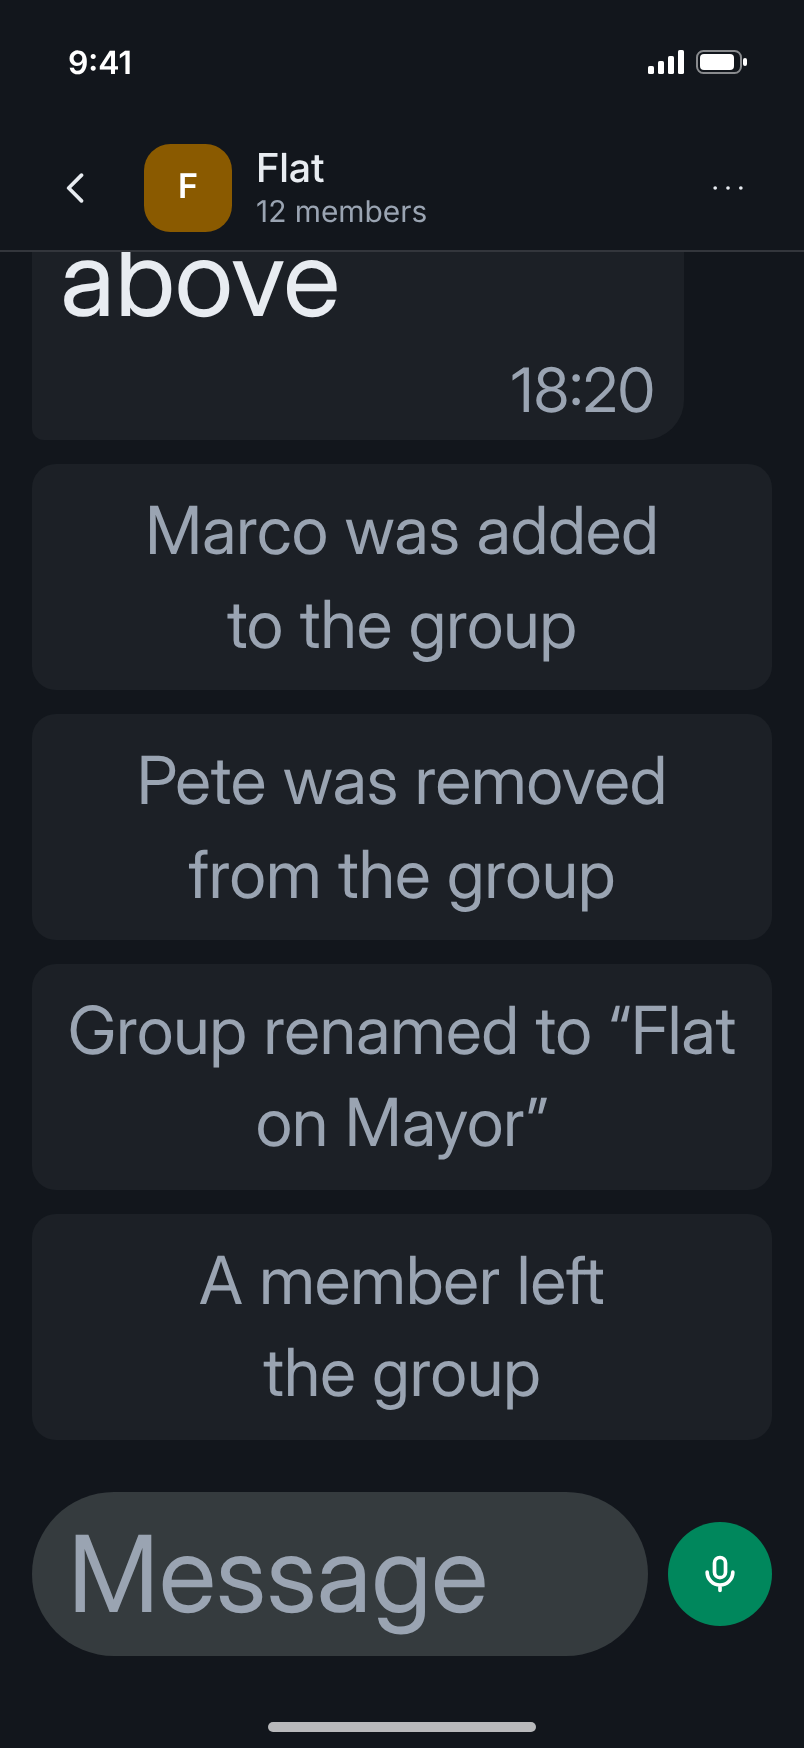 9:41
F
Flat
12 members
above
18:20
Marco was added
to the group
Pete was removed
from the group
Group renamed to “Flat
on Mayor”
A member left
the group
Message